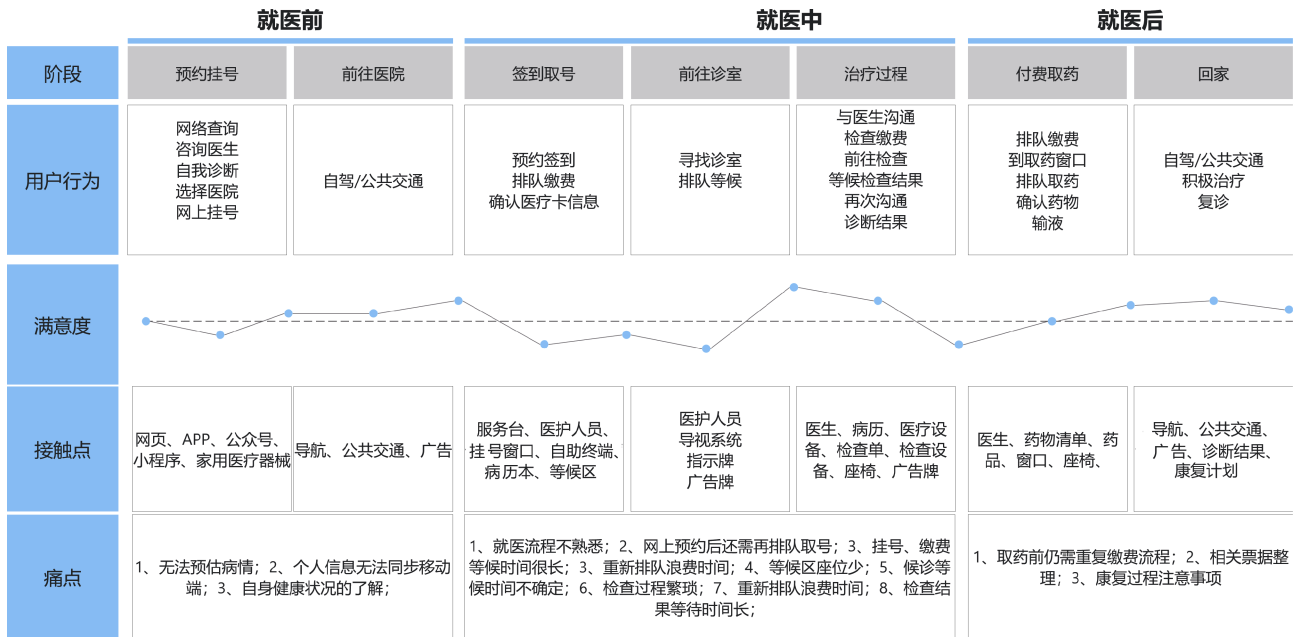 就医前
就医中
就医后
阶段
预约挂号
前往医院
签到取号
前往诊室
治疗过程
付费取药
回家
用户行为
网络查询
咨询医生
自我诊断
选择医院
网上挂号
自驾/公共交通
预约签到
排队缴费
确认医疗卡信息
寻找诊室
排队等候
与医生沟通
检查缴费
前往检查
等候检查结果
再次沟通
诊断结果
排队缴费
到取药窗口
排队取药
确认药物
输液
自驾/公共交通
积极治疗
复诊
满意度
接触点
网页、APP、公众号、
小程序、家用医疗器械
导航、公共交通、广告
服务台、医护人员、
挂号窗口、自助终端、
病历本、等候区
医护人员
导视系统
指示牌
广告牌
医生、病历、医疗设
备、检查单、检查设
备、座椅、广告牌
医生、药物清单、药
品、窗口、座椅、
导航、公共交通、
广告、诊断结果、
康复计划
痛点
1、无法预估病情；2、个人信息无法同步移动
端；3、自身健康状况的了解；
1、就医流程不熟悉；2、网上预约后还需再排队取号；3、挂号、缴费
等候时间很长；3、重新排队浪费时间；4、等候区座位少；5、候诊等
候时间不确定；6、检查过程繁琐；7、重新排队浪费时间；8、检查结
果等待时间长；
1、取药前仍需重复缴费流程；2、相关票据整
理；3、康复过程注意事项